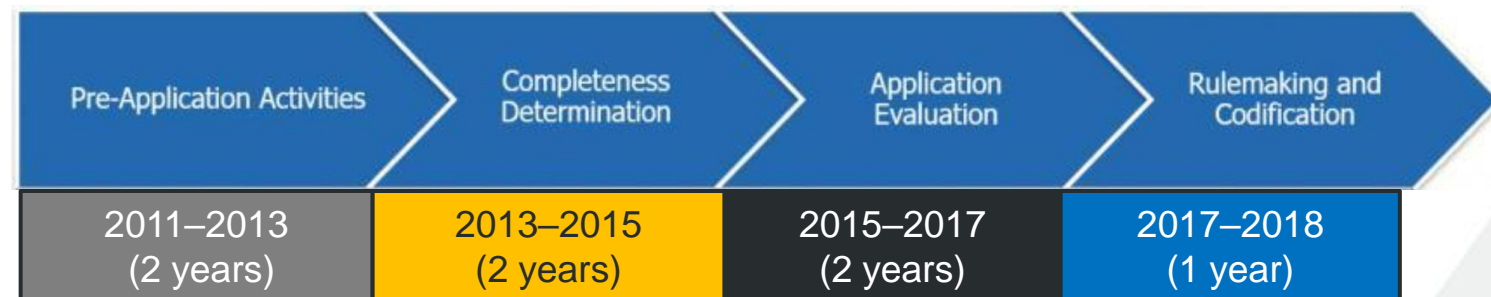 Pre-Application Activities
Completeness
Determination
Application
Evaluation
Rulemaking and
Codification
2011–2013
(2 years)
2013–2015
(2 years)
2015–2017
(2 years)
2017–2018
(1 year)